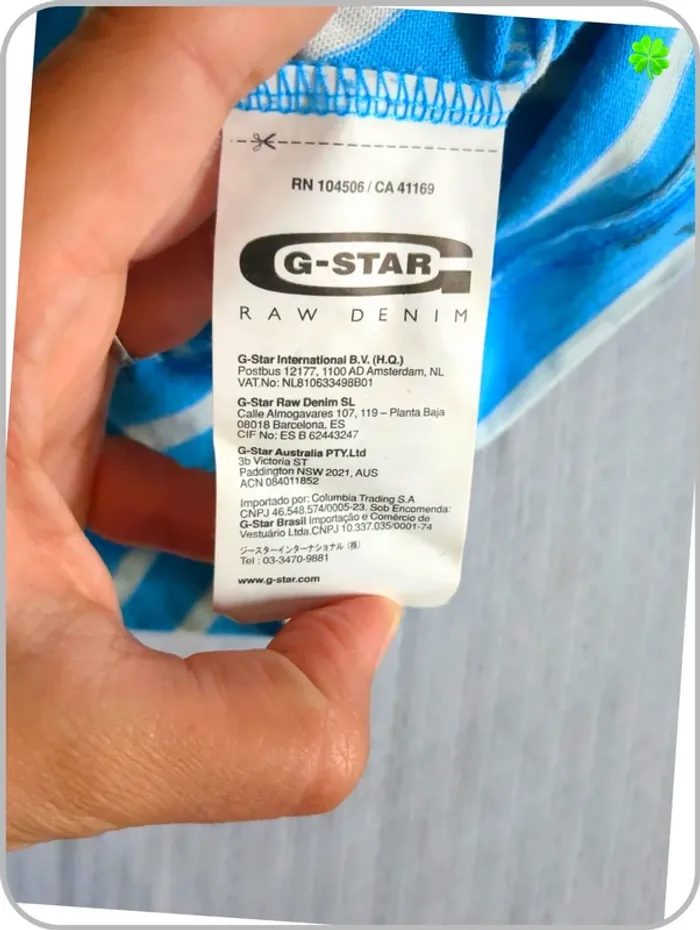 RN 104506 / CA 41169
G-STAR
RAW DENIM
G-Star International B.V. (H.Q.)
Postbus 12177, 1100 AD Amsterdam, NL
VAT.No: NL810633498B01
G-Star Raw Denim SL
Calle Almogavares 107, 119 – Planta Baja
08018 Barcelona, ES
CIF No: ES B 62443247
G-Star Australia PTY.Ltd
3b Victoria ST
Paddington NSW 2021, AUS
ACN 084011852
Importado por: Columbia Trading S.A
CNPJ 46.548.574/0005-23. Sob Encomenda:
G-Star Brasil Importação e Comércio de
Vestuário Ltda.CNPJ 10.337.035/0001-74
ジースターインターナショナル (株)
Tel : 03-3470-9881
www.g-star.com